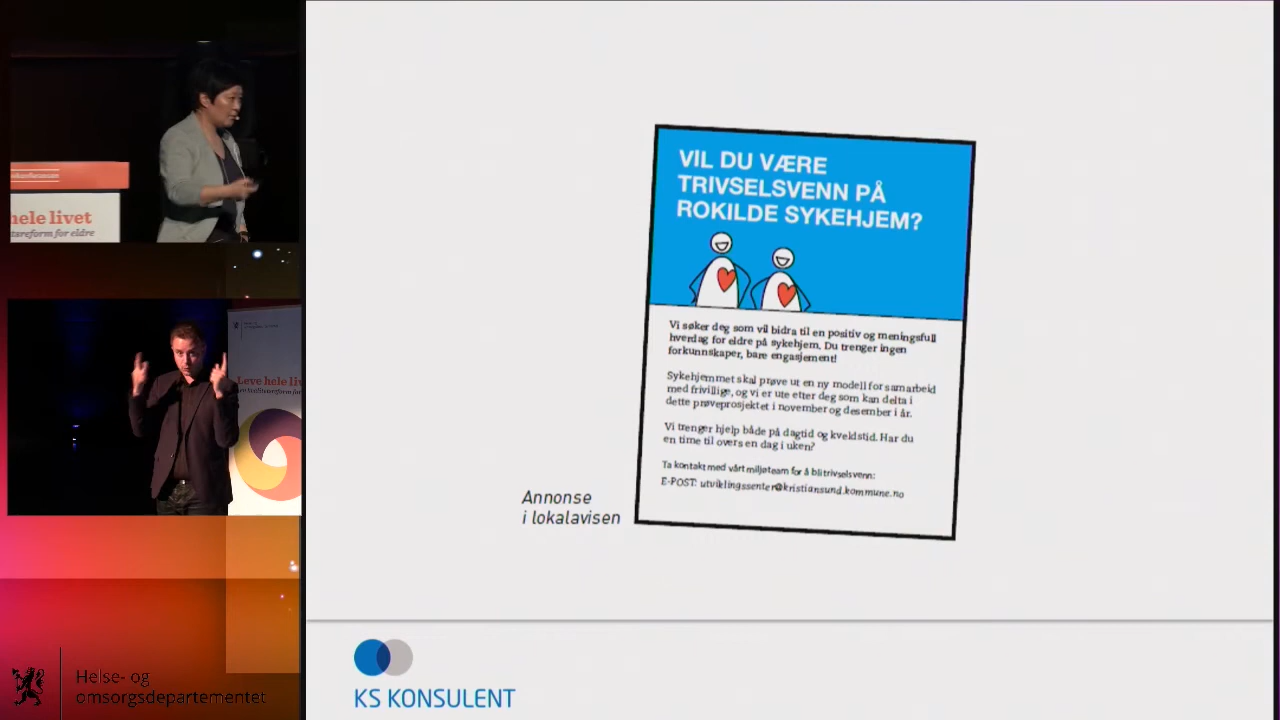 hele livet
Leve hele liv
VIL DU VÆRE
TRIVSELSVENN PÅ
ROKILDE SYKEHJEM?
Vi søker deg som vil bidra til en positiv og meningsfull
hverdag for eldre på sykehjem. Du trenger ingen
forkunnskaper, bare engasjement!
Sykehjemmet skal prøve ut en ny modell for samarbeid
med frivillige, og vi er ute etter deg som kan delta i
dette prøveprosjektet i november og desember i år.
Vi trenger hjelp både på dagtid og kveldstid. Har du
en time til overs en dag i uken?
Ta kontakt med vårt miljøteam for å bli trivselsvenn:
E-POST: utviklingssenter@kristiansund.kommune.no
Annonse
i lokalavisen
KS KONSULENT
Helse- og
omsorgsdepartementet